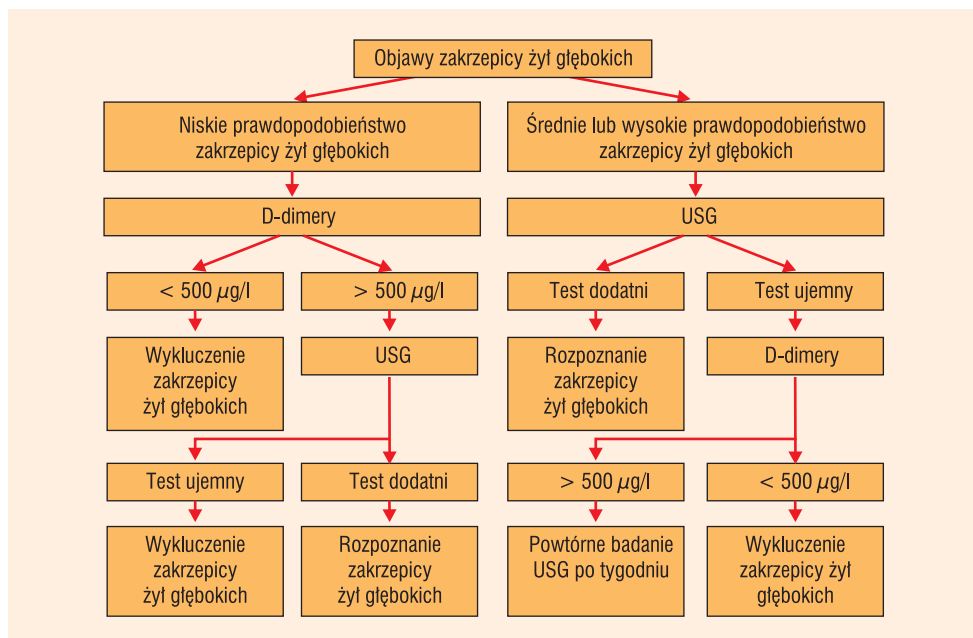 Objawy zakrzepicy żył głębokich
Niskie prawdopodobieństwo
zakrzepicy żył głębokich
Średnie lub wysokie prawdopodobieństwo
zakrzepicy żył głębokich
D-dimery
USG
< 500 µg/l
> 500 µg/l
Test dodatni
Test ujemny
Wykluczenie
zakrzepicy
żył głębokich
USG
Rozpoznanie
zakrzepicy
żył głębokich
D-dimery
Test ujemny
Test dodatni
> 500 µg/l
< 500 µg/l
Wykluczenie
zakrzepicy
żył głębokich
Rozpoznanie
zakrzepicy
żył głębokich
Powtórne badanie
USG po tygodniu
Wykluczenie
zakrzepicy żył
głębokich